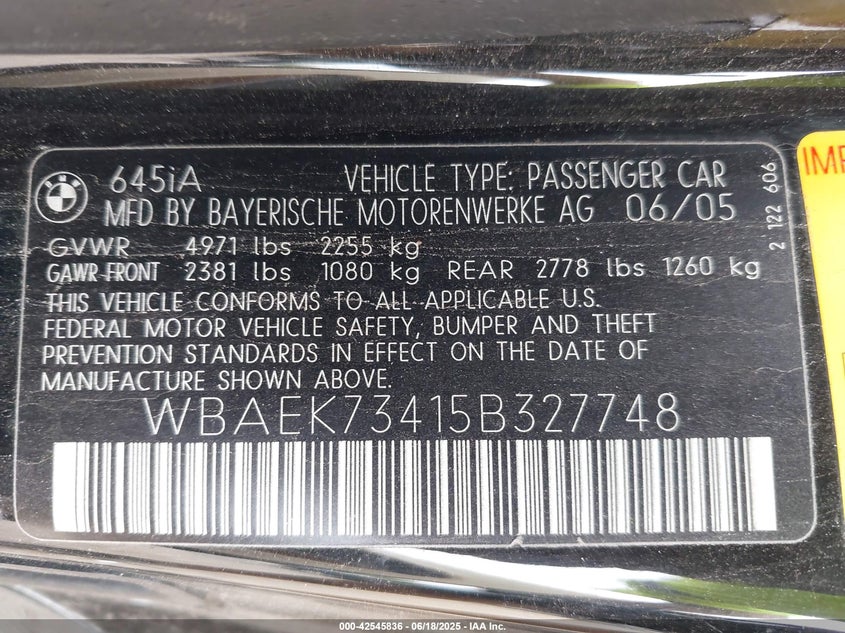 645iA VEHICLE TYPE: PASSENGER CAR
MFD BY BAYERISCHE MOTORENWERKE AG 06/05
GVWR 4971 lbs 2255 kg
GAWR FRONT 2381 lbs 1080 kg REAR 2778 lbs 1260 kg
THIS VEHICLE CONFORMS TO ALL APPLICABLE U.S.
FEDERAL MOTOR VEHICLE SAFETY, BUMPER AND THEFT
PREVENTION STANDARDS IN EFFECT ON THE DATE OF
MANUFACTURE SHOWN ABOVE.
WBAEK73415B327748
2 122 606
000-42545836 - 06/18/2025 - IAA Inc.